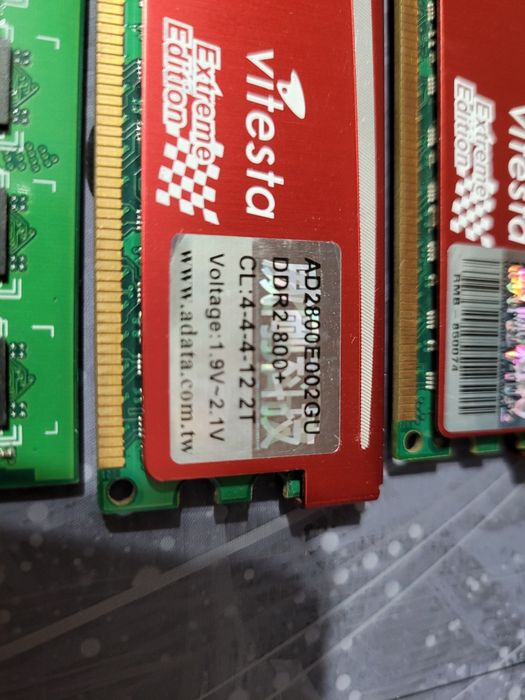 vitesta
Extreme
Edition
AD2800E002GU
DDR2-800+
CL:4-4-4-12 2T
Voltage:1.9V~2.1V
www.adata.com.tw
vitesta
Extreme
Edition